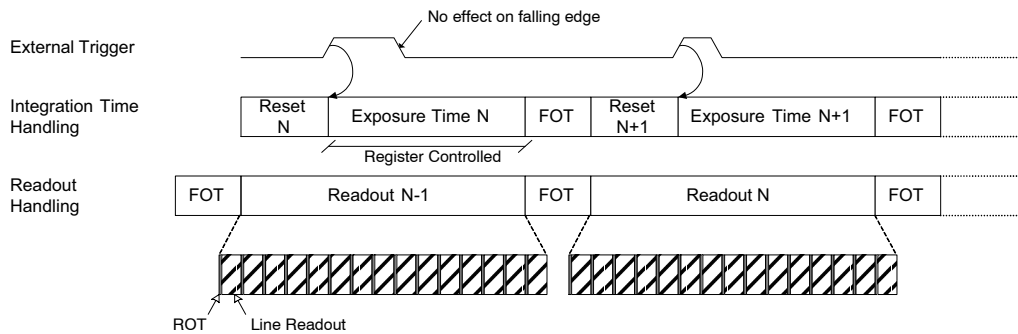 No effect on falling edge
External Trigger
Integration Time
Handling
Reset
N
Exposure Time N
FOT
Reset
N+1
Exposure Time N+1
FOT
Register Controlled
Readout
Handling
FOT
Readout N-1
FOT
Readout N
FOT
ROT
Line Readout